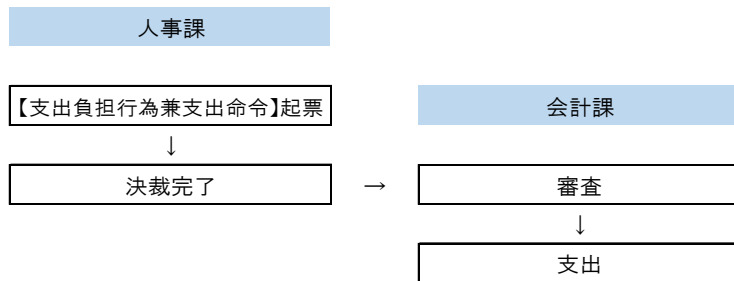 人事課
【支出負担行為兼支出命令】起票
会計課
↓
決裁完了
→
審査
↓
支出